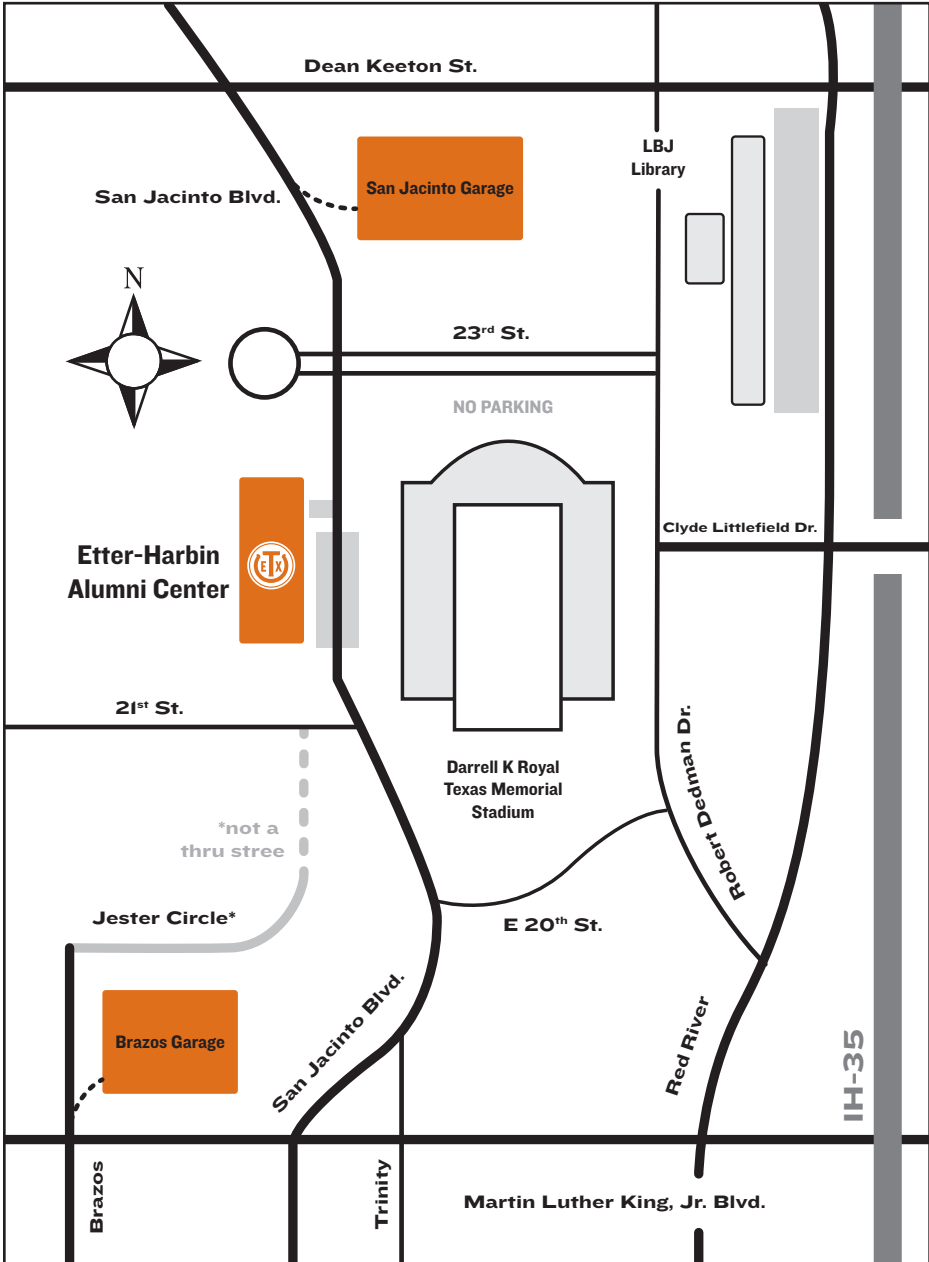 Dean Keeton St.
LBJ
Library
San Jacinto Garage
San Jacinto Blvd.
N
23rd St.
NO PARKING
Clyde Littlefield Dr.
Etter-Harbin
Alumni Center
TEX
21st St.
Darrell K Royal
Texas Memorial
Stadium
Robert Dedman Dr.
*not a
thru stree
Jester Circle*
E 20th St.
Brazos Garage
San Jacinto Blvd.
Red River
IH-35
Brazos
Trinity
Martin Luther King, Jr. Blvd.